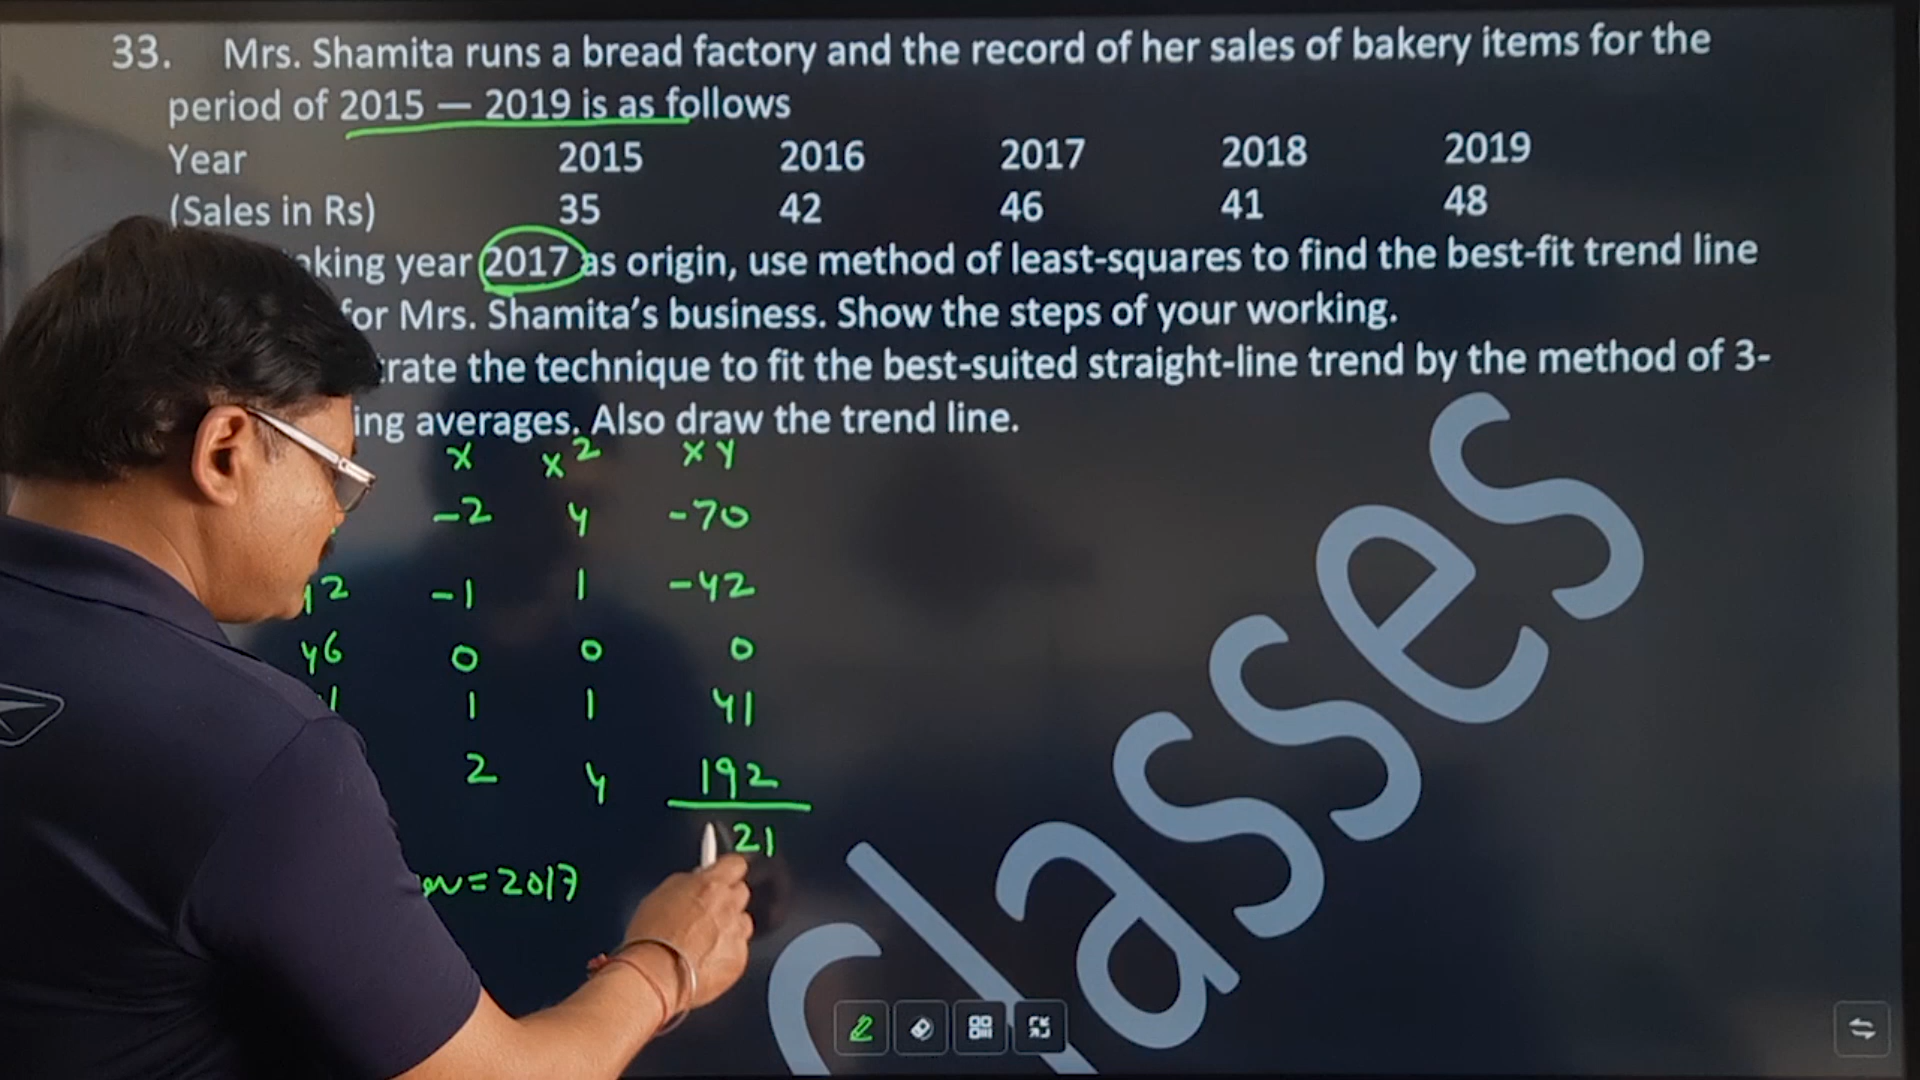 33. Mrs. Shamita runs a bread factory and the record of her sales of bakery items for the
period of 2015 — 2019 is as follows
Year 2015 2016 2017 2018 2019
(Sales in Rs) 35 42 46 41 48
year 2017 as origin, use method of least-squares to find the best-fit trend line
for Mrs. Shamita’s business. Show the steps of your working.
the technique to fit the best-suited straight-line trend by the method of 3-
averages. Also draw the trend line.
x x² xy
-2 4 -70
42 -1 1 -42
46 0 0 0
1 1 41
2 4 192
21
= 2017
Classes